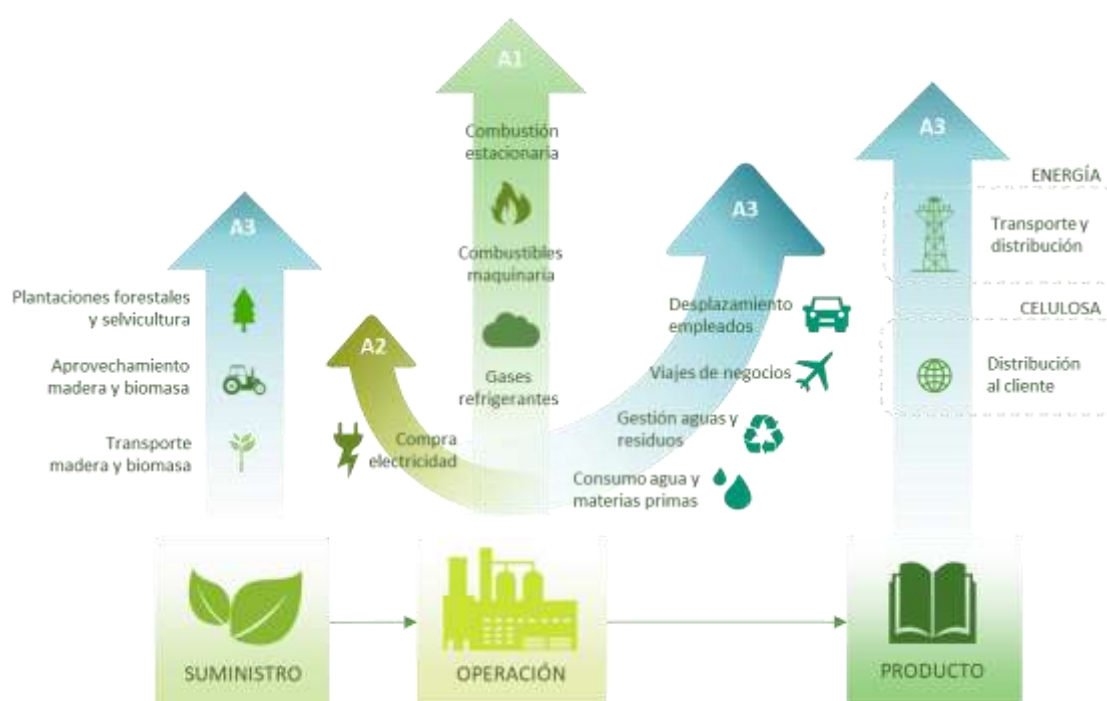 A3
Plantaciones forestales
y selvicultura
Aprovechamiento
madera y biomasa
Transporte
madera y biomasa
SUMINISTRO
A2
Compra
electricidad
A1
Combustión
estacionaria
Combustibles
maquinaria
Gases
refrigerantes
A3
Desplazamiento
empleados
Viajes de negocios
Gestión aguas y
residuos
Consumo agua y
materias primas
OPERACIÓN
A3
ENERGÍA
Transporte y
distribución
CELULOSA
Distribución
al cliente
PRODUCTO